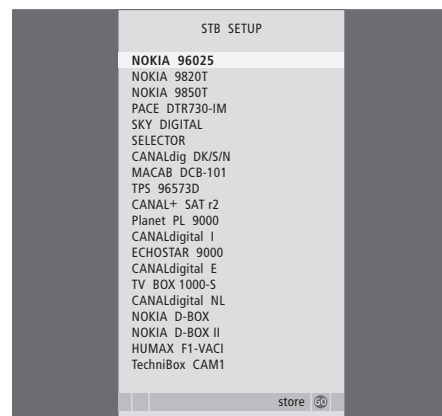 STB SETUP
NOKIA 96025
NOKIA 9820T
NOKIA 9850T
PACE DTR730-IM
SKY DIGITAL
SELECTOR
CANALdig DK/S/N
MACAB DCB-101
TPS 96573D
CANAL+ SAT r2
Planet PL 9000
CANALdigital I
ECHOSTAR 9000
CANALdigital E
TV BOX 1000-S
CANALdigital NL
NOKIA D-BOX
NOKIA D-BOX II
HUMAX F1-VACI
TechniBox CAM1
store GO